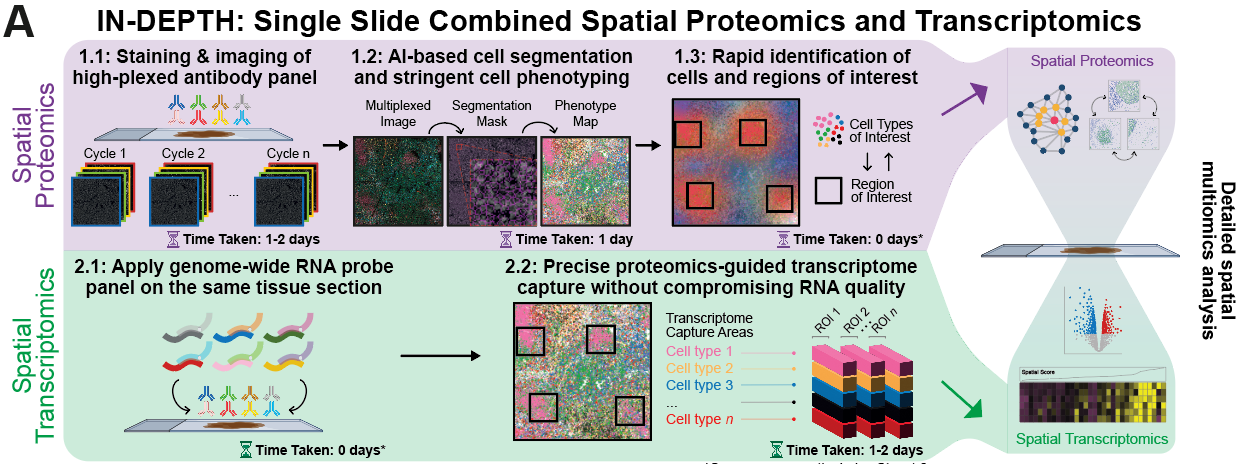 A
IN-DEPTH: Single Slide Combined Spatial Proteomics and Transcriptomics
Spatial
Proteomics
1.1: Staining & imaging of
high-plexed antibody panel
Cycle 1
Cycle 2
...
Cycle n
Time Taken: 1-2 days
1.2: AI-based cell segmentation
and stringent cell phenotyping
Multiplexed
Image
Segmentation
Mask
Phenotype
Map
Time Taken: 1 day
1.3: Rapid identification of
cells and regions of interest
Cell Types
of Interest
Region
of Interest
Time Taken: 0 days*
Spatial
Transcriptomics
2.1: Apply genome-wide RNA probe
panel on the same tissue section
Time Taken: 0 days*
2.2: Precise proteomics-guided transcriptome
capture without compromising RNA quality
Transcriptome
Capture Areas
Cell type 1
Cell type 2
Cell type 3
...
Cell type n
ROI 1
ROI 2
...
ROI n
Time Taken: 1-2 days
Spatial Proteomics
Spatial Score
Spatial Transcriptomics
Detailed spatial
multiomics analysis